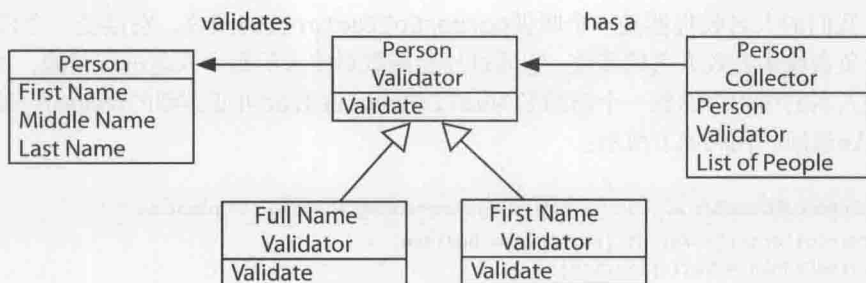 validates
has a
Person
First Name
Middle Name
Last Name
Person
Validator
Validate
Person
Collector
Person
Validator
List of People
Full Name
Validator
Validate
First Name
Validator
Validate